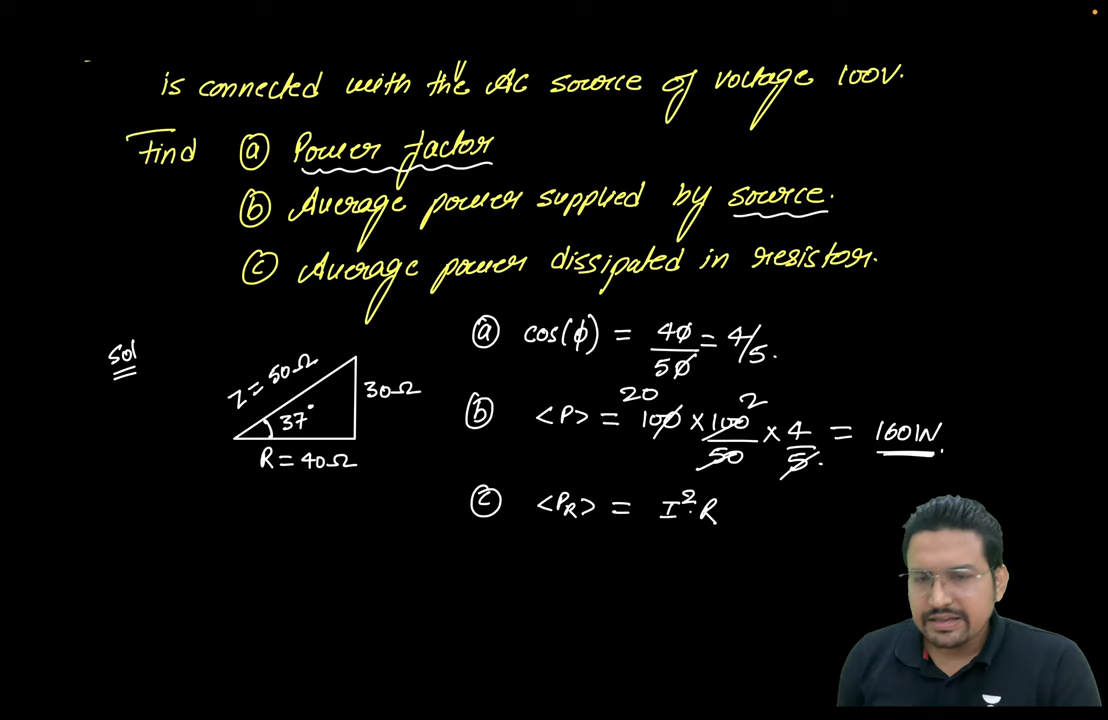 is connected with the AC source of voltage 100V.
Find (a) Power factor
(b) Average power supplied by source.
(c) Average power dissipated in resistor.
Sol
Z = 50Ω
30Ω
37°
R = 40Ω
(a) cos(ϕ) = 40/50 = 4/5.
(b) <P> = 100 20 × 100 2/50 × 4/5. = 160W.
(c) <P_R> = I².R